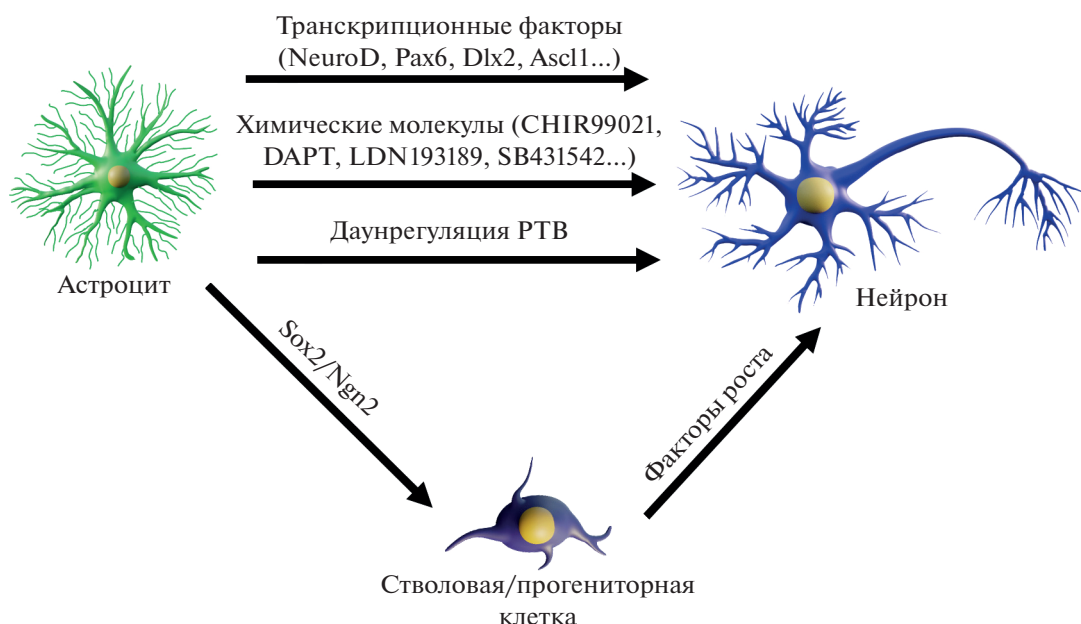 Транскрипционные факторы
(NeuroD, Pax6, Dlx2, Ascl1...)
Химические молекулы (CHIR99021,
DAPT, LDN193189, SB431542...)
Даунрегуляция PTB
Астроцит
Нейрон
Sox2/Ngn2
Факторы роста
Стволовая/прогениторная
клетка